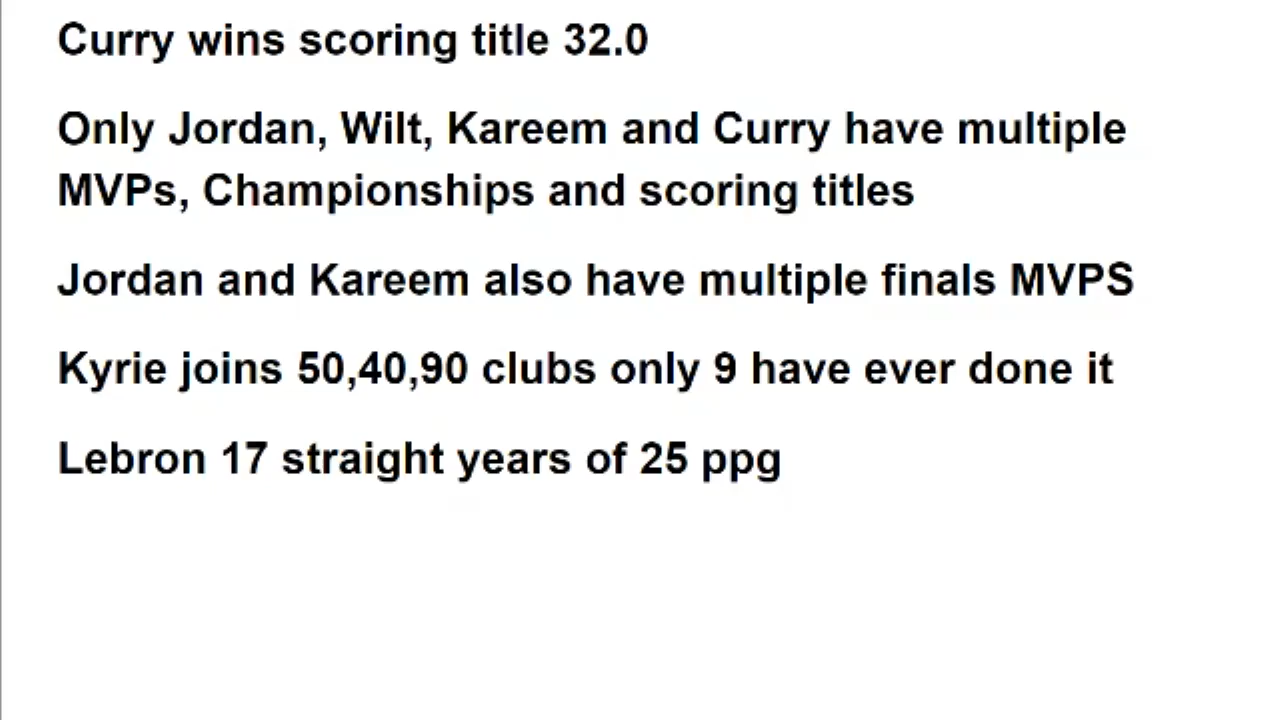 Curry wins scoring title 32.0
Only Jordan, Wilt, Kareem and Curry have multiple
MVPs, Championships and scoring titles
Jordan and Kareem also have multiple finals MVPS
Kyrie joins 50,40,90 clubs only 9 have ever done it
Lebron 17 straight years of 25 ppg